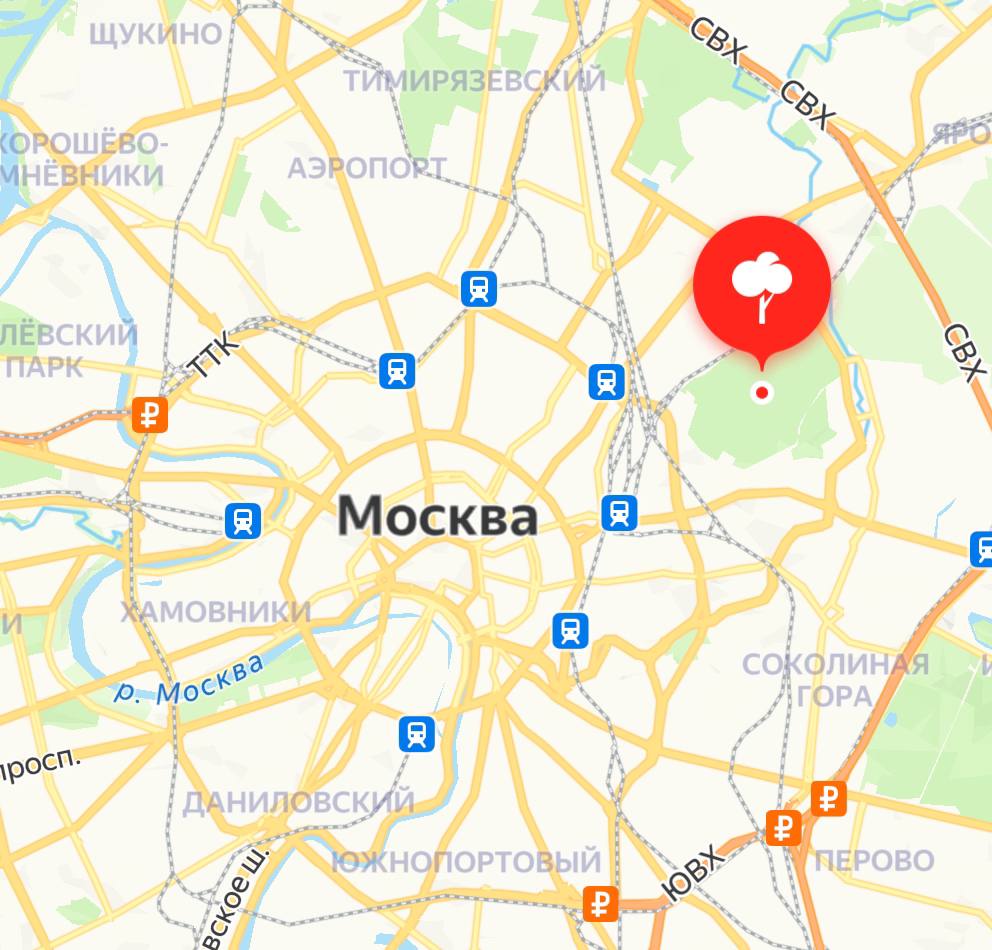 ЩУКИНО
СВХ
ТИМИРЯЗЕВСКИЙ
СВХ
ХОРОШЁВО-
МНЁВНИКИ
АЭРОПОРТ
ЯРО
ЛЁВСКИЙ
ПАРК
ТТК
СВХ
₽
Москва
ХАМОВНИКИ
И
р. Москва
СОКОЛИНАЯ
ГОРА
И
просп.
ДАНИЛОВСКИЙ
₽
₽
ЮЖНОПОРТОВЫЙ
ПЕРОВО
ЮВХ
вское ш.
₽